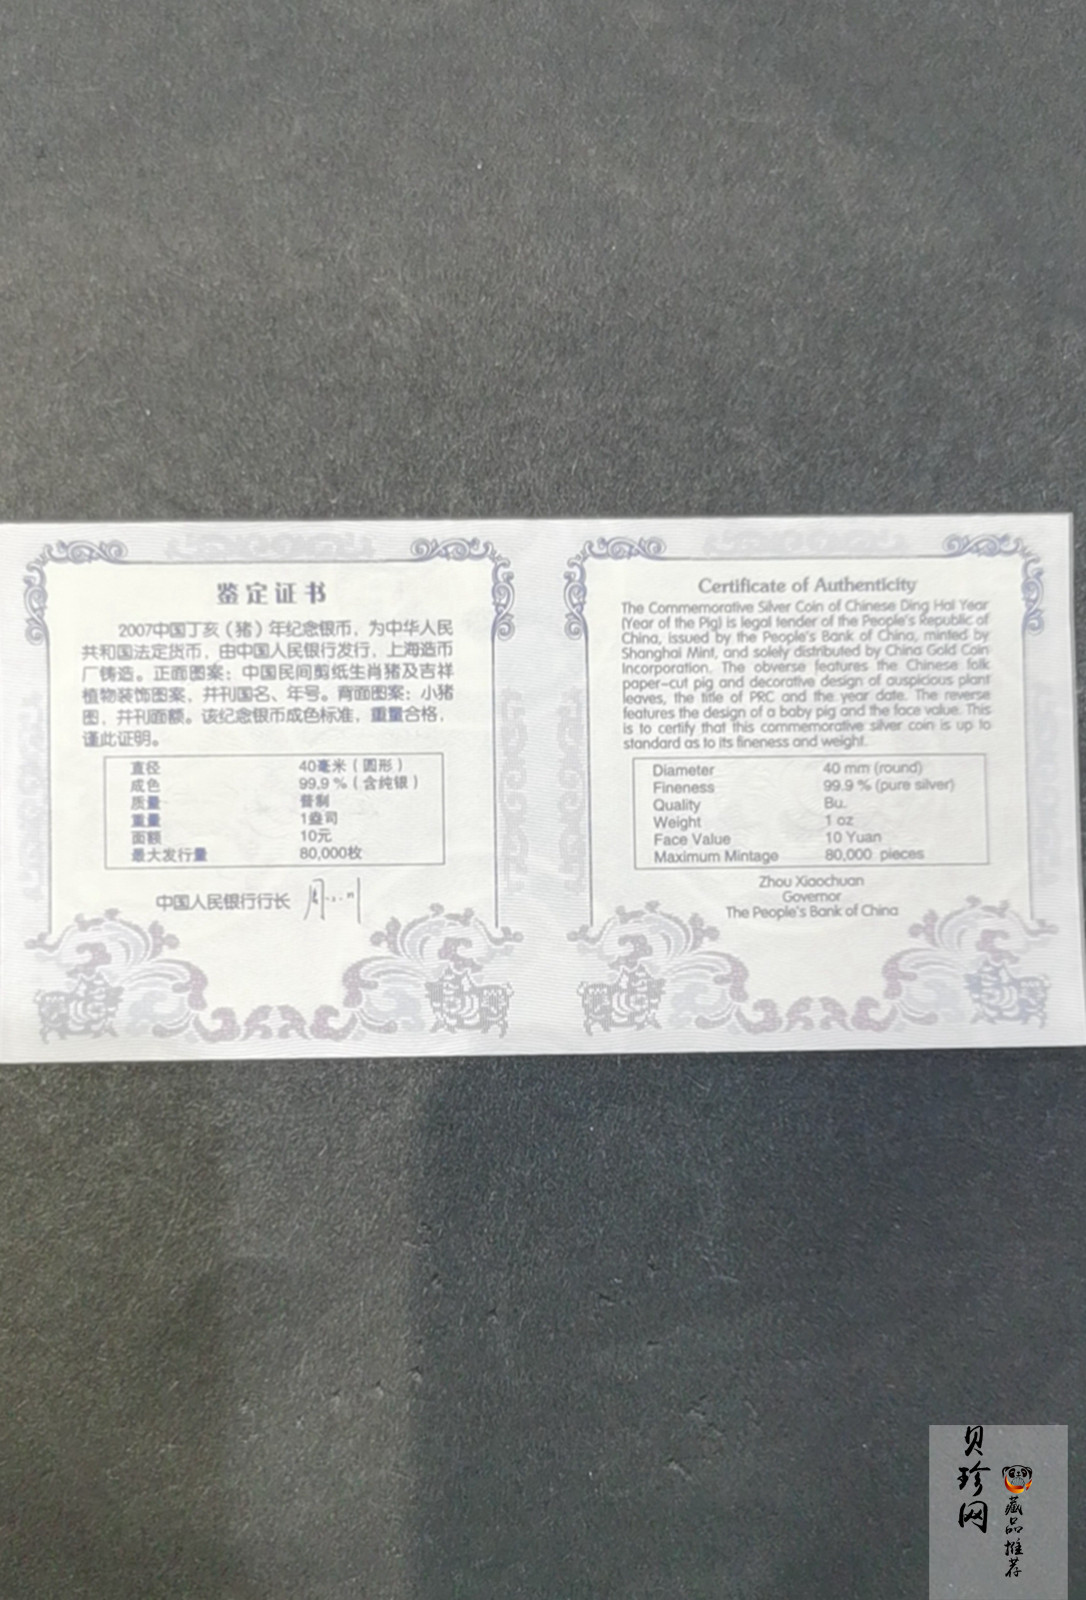 鉴定证书
2007中国丁亥（猪）年纪念银币，为中华人民
共和国法定货币，由中国人民银行发行，上海造币
厂铸造。正面图案：中国民间剪纸生肖猪及吉祥
植物装饰图案，并刊国名、年号。背面图案：小猪
图，并刊面额。该纪念银币成色标准，重量合格，
谨此证明。
直径 40毫米（圆形）
成色 99.9％（含纯银）
质量 普制
重量 1盎司
面额 10元
最大发行量 80,000枚
中国人民银行行长
Certificate of Authenticity
The Commemorative Silver Coin of Chinese Ding Hai Year
(Year of the Pig) is legal tender of the People's Republic of
China, issued by the People's Bank of China, minted by
Shanghai Mint, and solely distributed by China Gold Coin
Incorporation. The obverse features the Chinese folk
paper-cut pig and decorative design of auspicious plant
leaves, the title of PRC and the year date. The reverse
features the design of a baby pig and the face value. This
is to certify that this commemorative silver coin is up to
standard as to its fineness and weight.
Diameter 40 mm (round)
Fineness 99.9 % (pure silver)
Quality Bu.
Weight 1 oz
Face Value 10 Yuan
Maximum Mintage 80,000 pieces
Zhou Xiaochuan
Governor
The People's Bank of China
贝珍网
藏品推荐